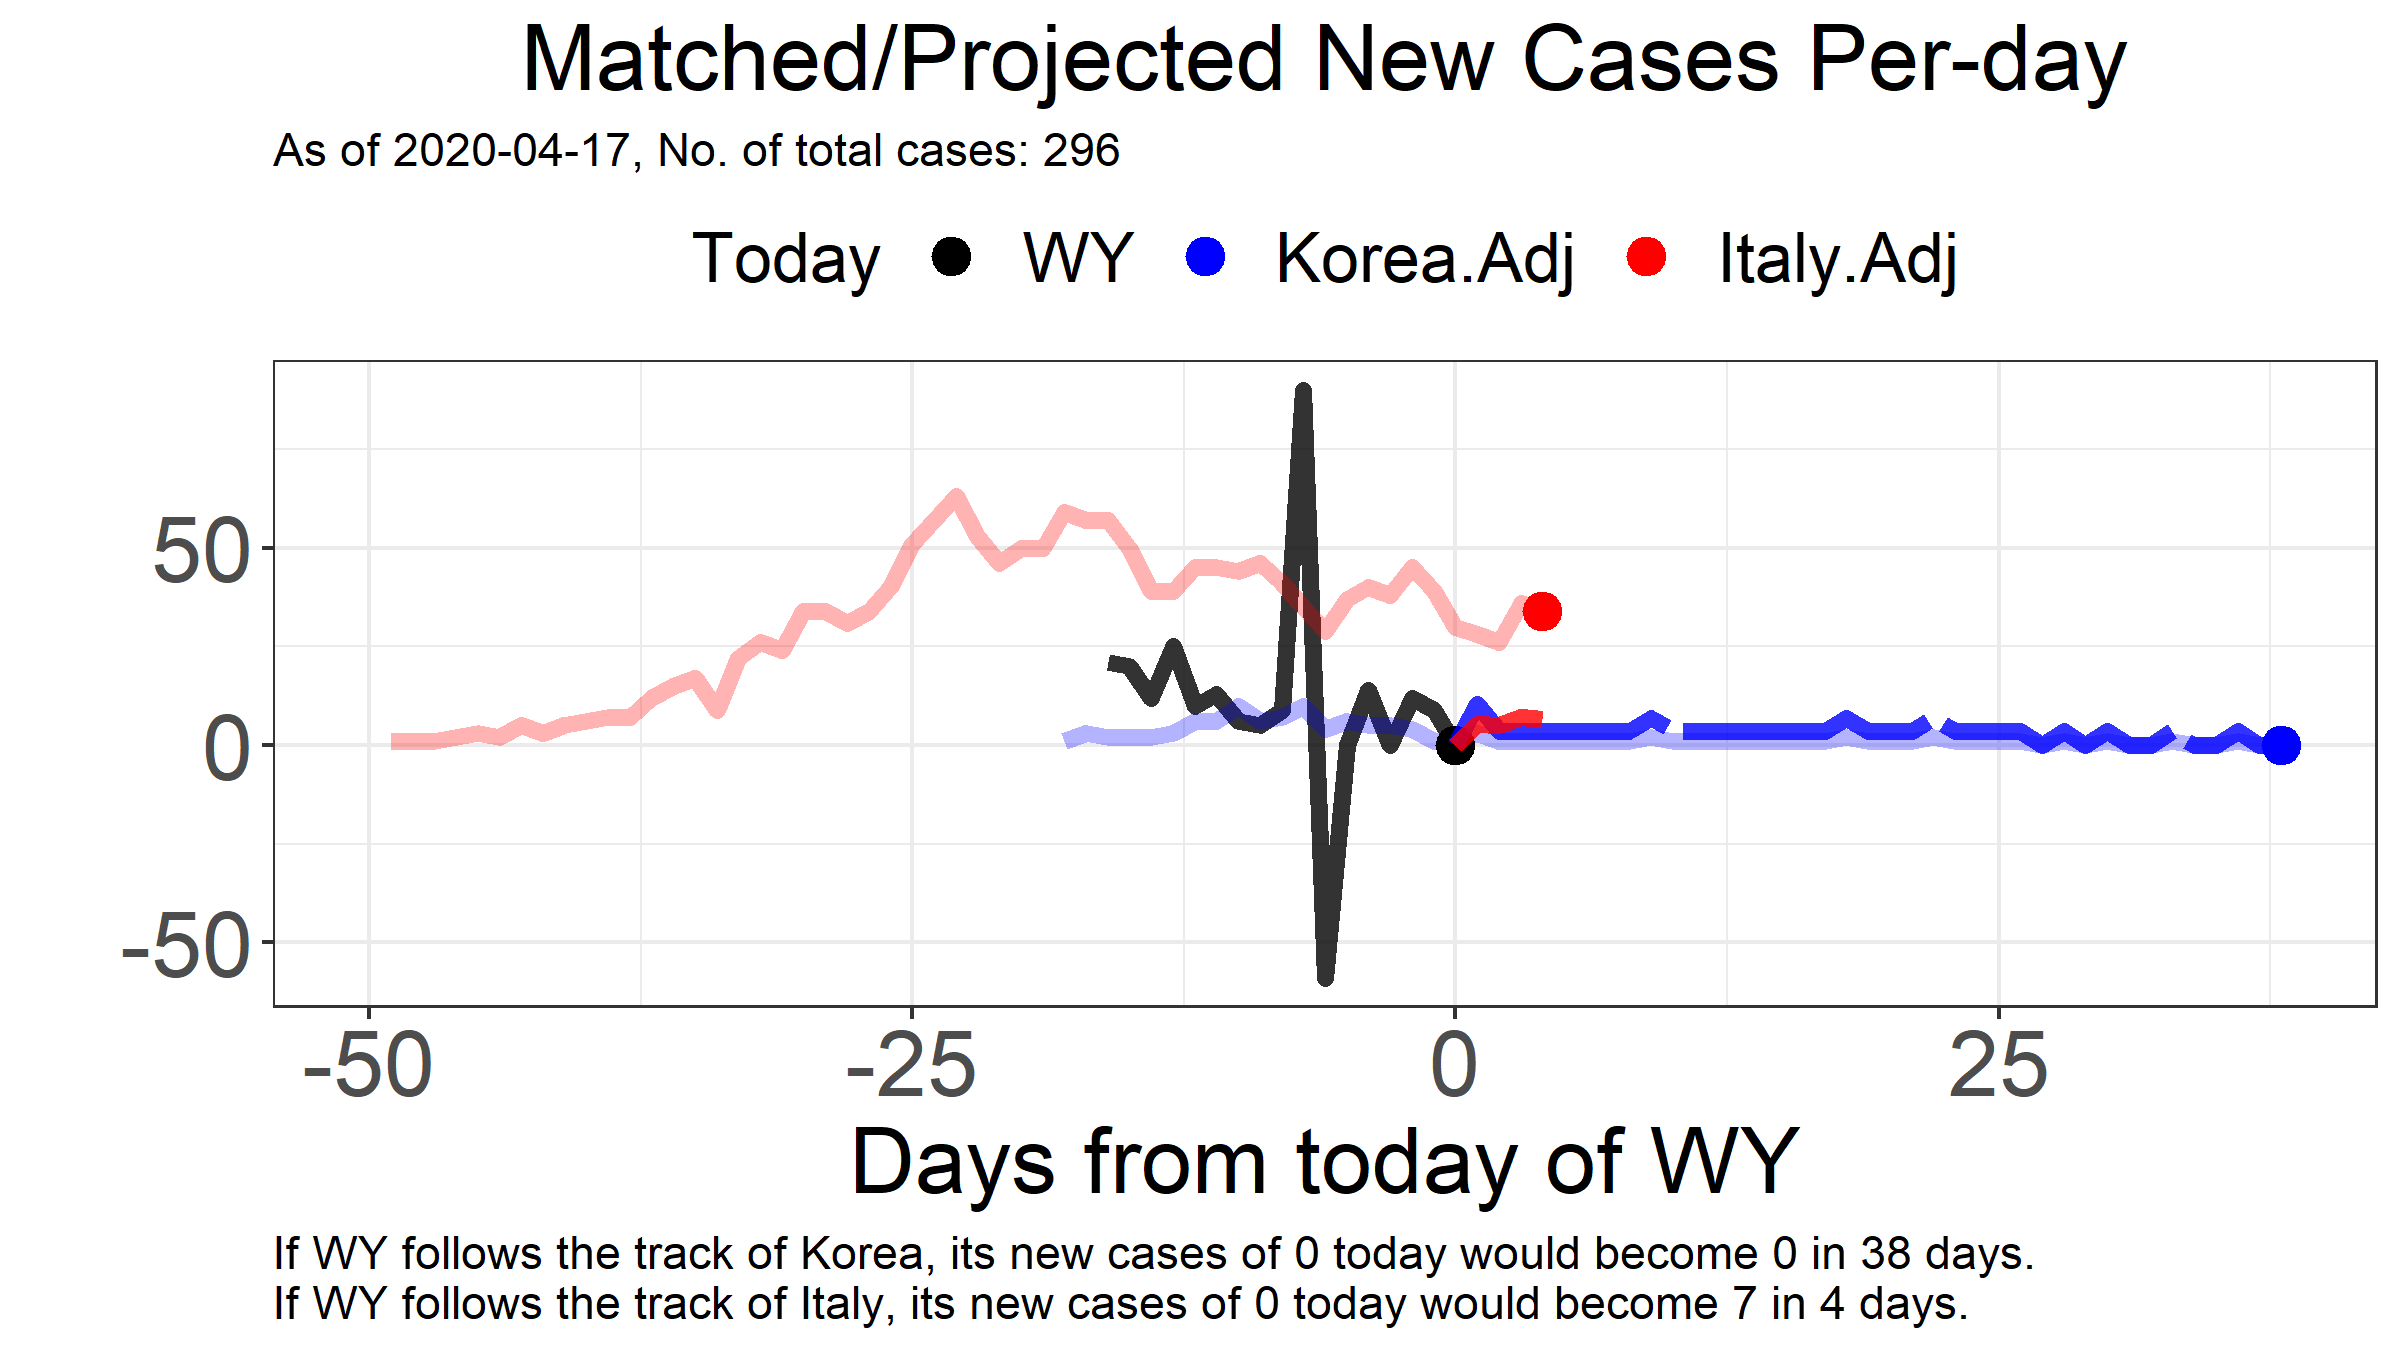 Matched/Projected New Cases Per-day
As of 2020-04-17, No. of total cases: 296
Today WY Korea.Adj Italy.Adj
50
0
-50
-50 -25 0 25
Days from today of WY
If WY follows the track of Korea, its new cases of 0 today would become 0 in 38 days.
If WY follows the track of Italy, its new cases of 0 today would become 7 in 4 days.